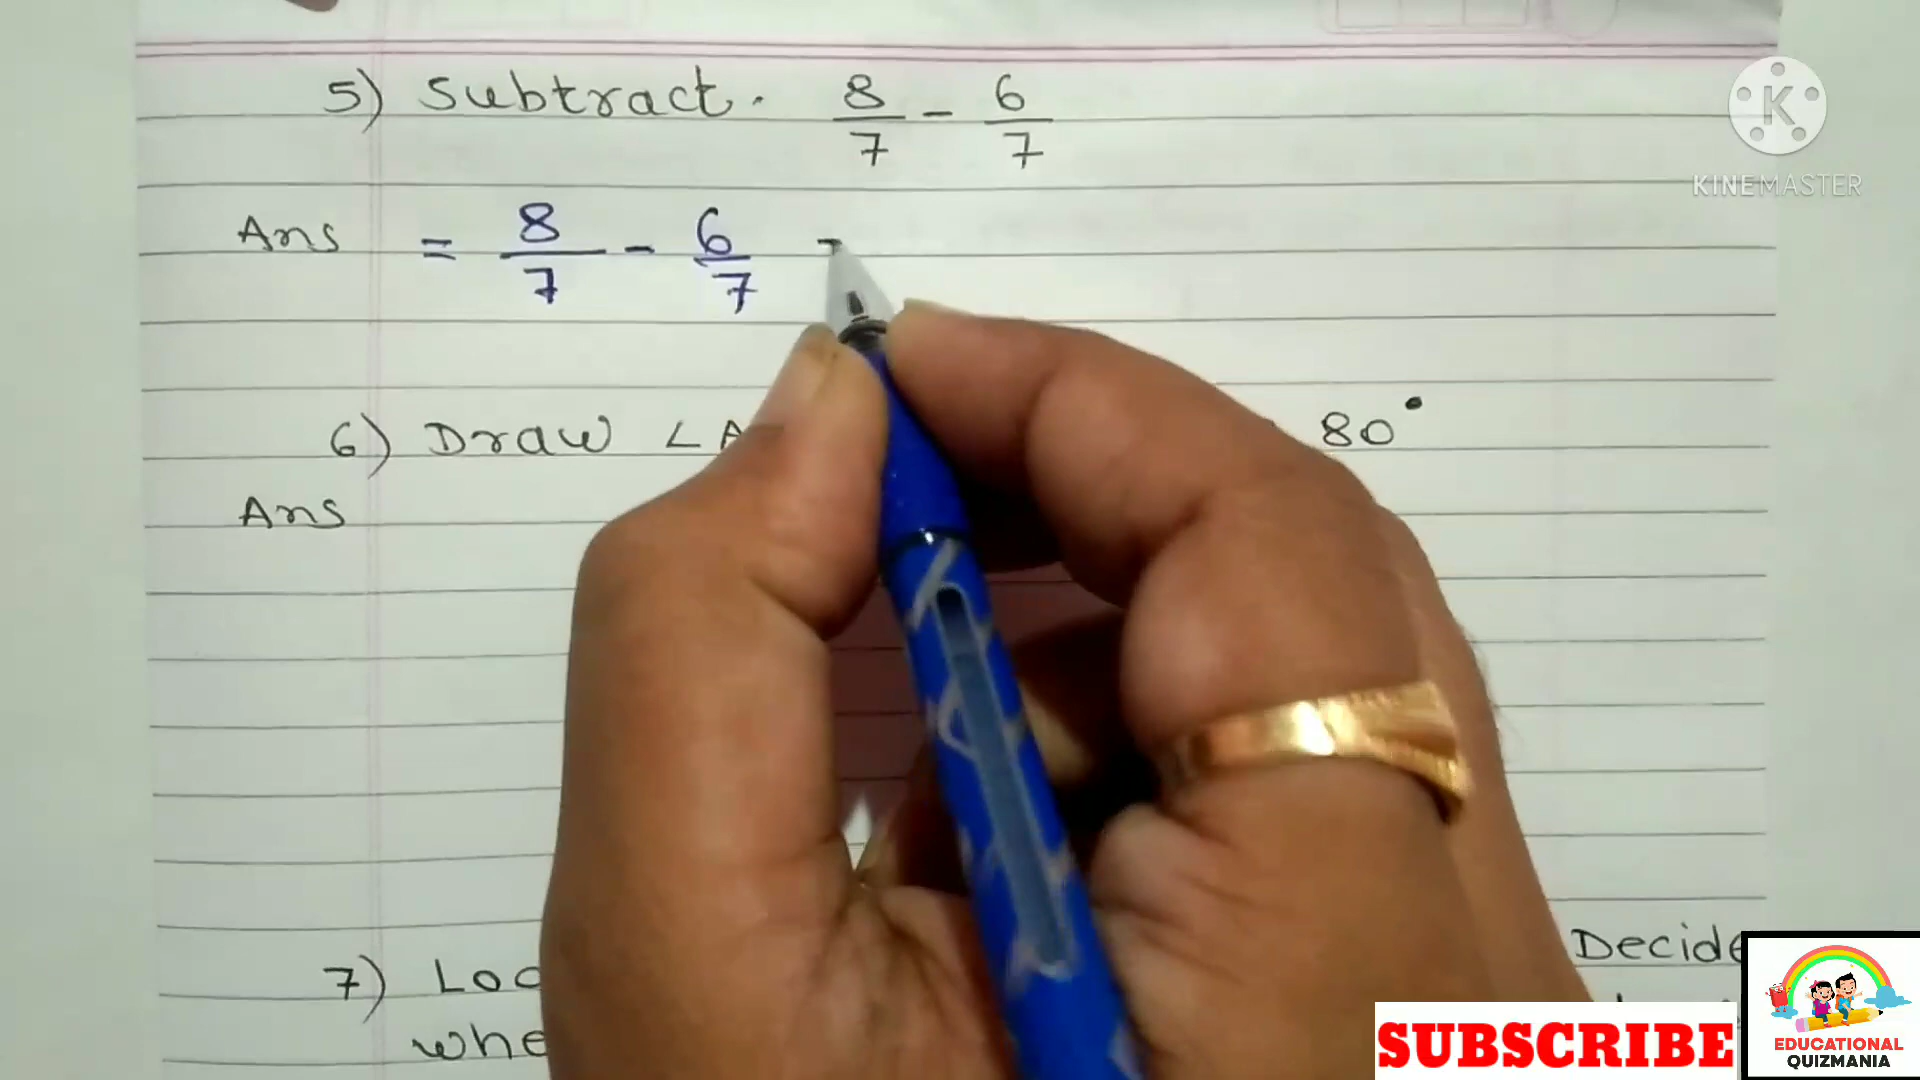 5) Subtract. 8/7 - 6/7
KINEMASTER
Ans = 8/7 - 6/7
6) Draw ∠A 80°
Ans
Decide
7) Loc
whe
SUBSCRIBE
EDUCATIONAL
QUIZMANIA